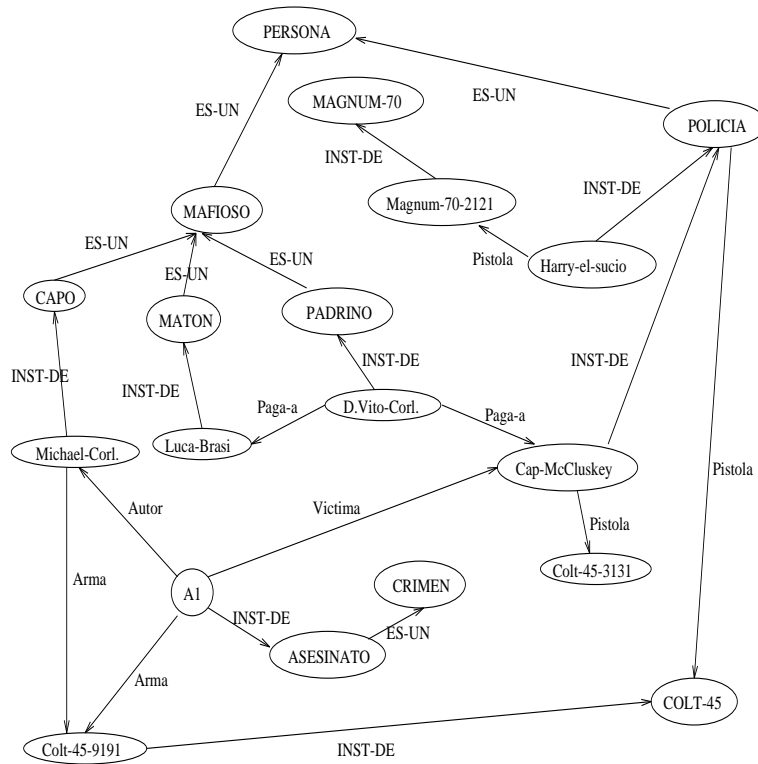 PERSONA
ES-UN
MAGNUM-70
ES-UN
POLICIA
INST-DE
Magnum-70-2121
INST-DE
MAFIOSO
Pistola
Harry-el-sucio
ES-UN
ES-UN
ES-UN
CAPO
MATON
PADRINO
INST-DE
INST-DE
INST-DE
INST-DE
Paga-a
D.Vito-Corl.
Paga-a
Michael-Corl.
Luca-Brasi
Cap-McCluskey
Pistola
Autor
Victima
Pistola
Arma
A1
CRIMEN
Colt-45-3131
INST-DE
ES-UN
ASESINATO
Arma
COLT-45
Colt-45-9191
INST-DE